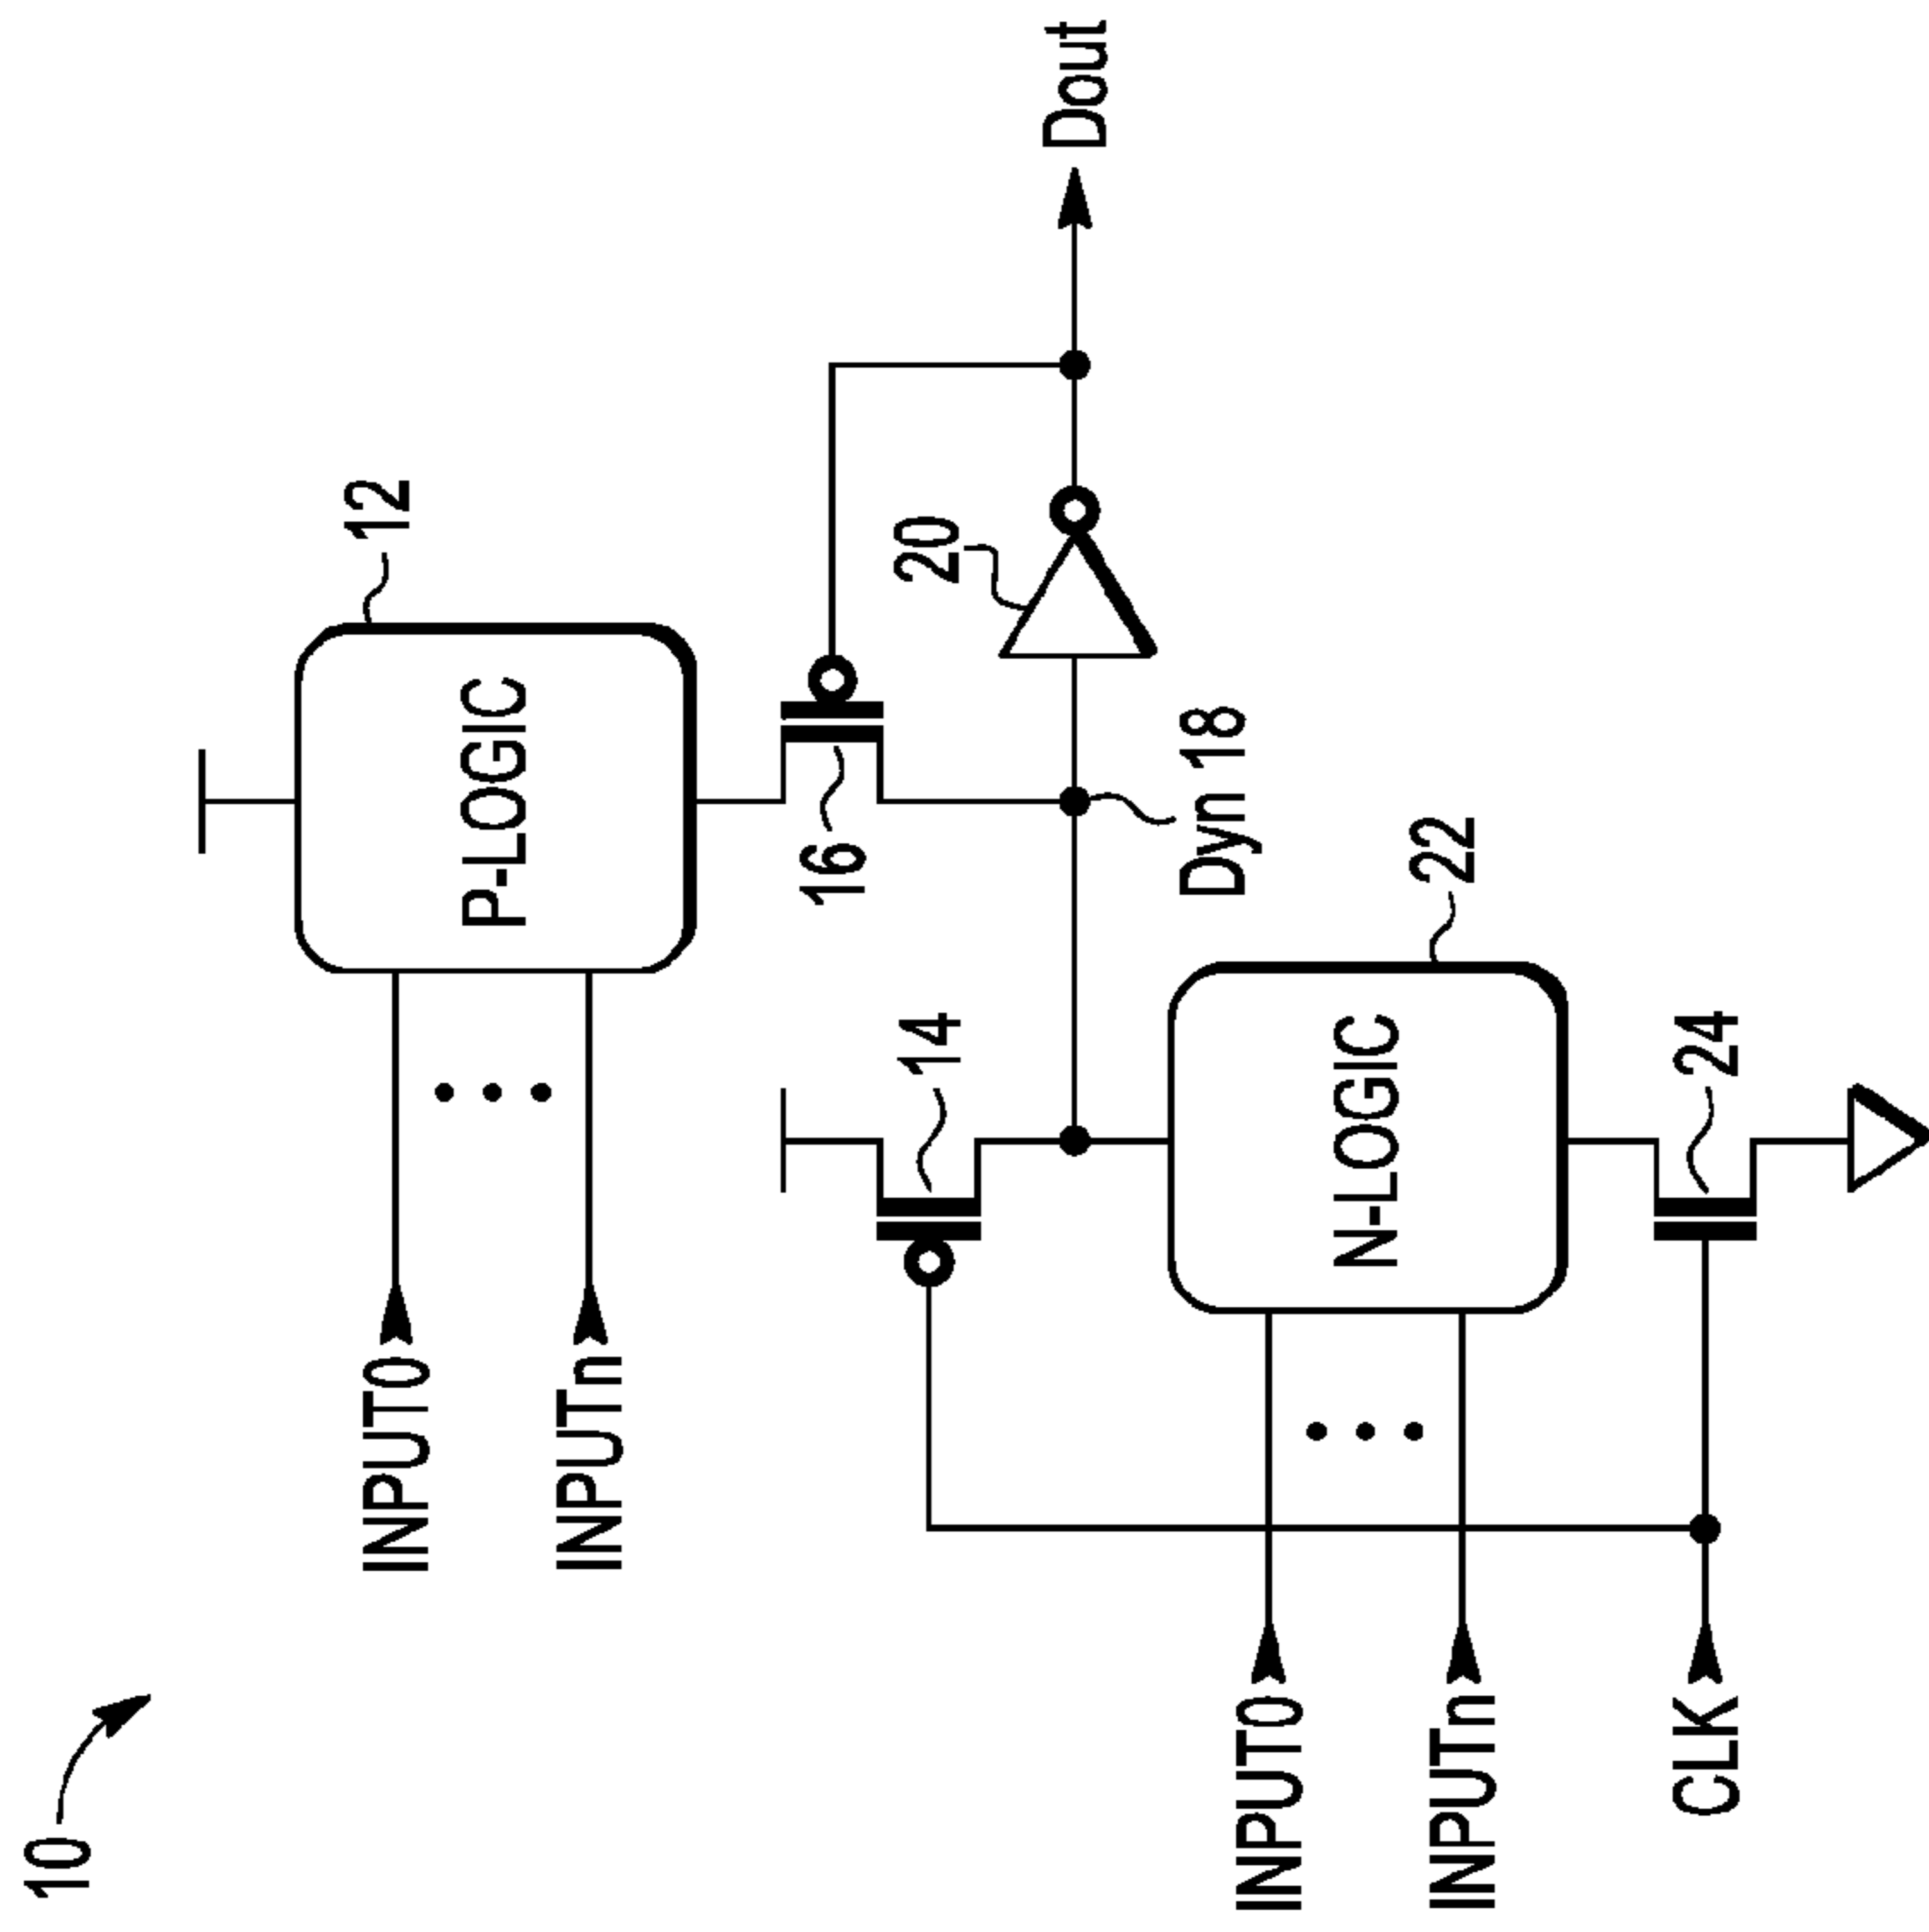 10
INPUT0
INPUTn
P-LOGIC
12
14
16
20
Dout
Dyn 18
INPUT0
INPUTn
N-LOGIC
22
CLK
24